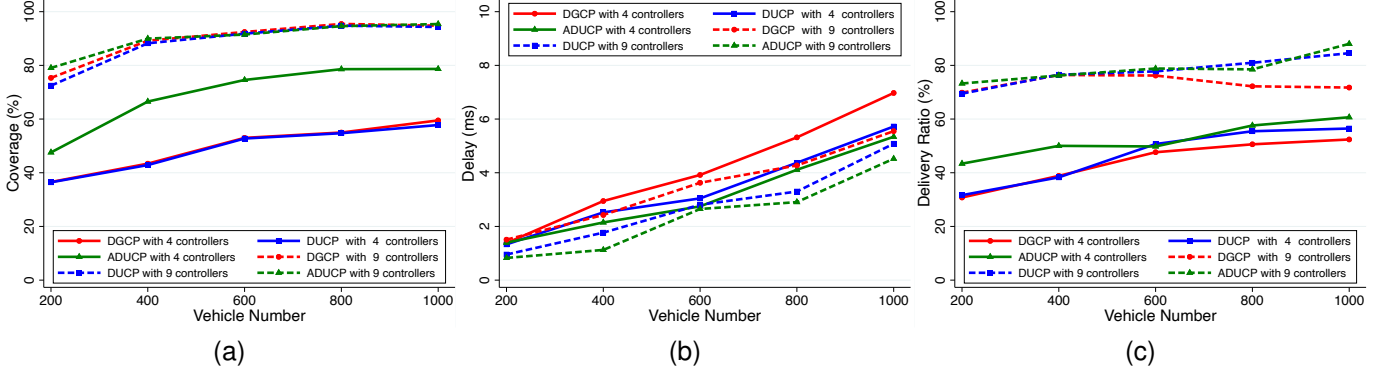 Coverage (%)
0
20
40
60
80
100
DGCP with 4 controllers
DUCP with 4 controllers
ADUCP with 4 controllers
DGCP with 9 controllers
DUCP with 9 controllers
ADUCP with 9 controllers
200
400
600
800
1000
Vehicle Number
(a)
Delay (ms)
0
2
4
6
8
10
DGCP with 4 controllers
DUCP with 4 controllers
ADUCP with 4 controllers
DGCP with 9 controllers
DUCP with 9 controllers
ADUCP with 9 controllers
200
400
600
800
1000
Vehicle Number
(b)
Delivery Ratio (%)
0
20
40
60
80
100
DGCP with 4 controllers
DUCP with 4 controllers
ADUCP with 4 controllers
DGCP with 9 controllers
DUCP with 9 controllers
ADUCP with 9 controllers
200
400
600
800
1000
Vehicle Number
(c)